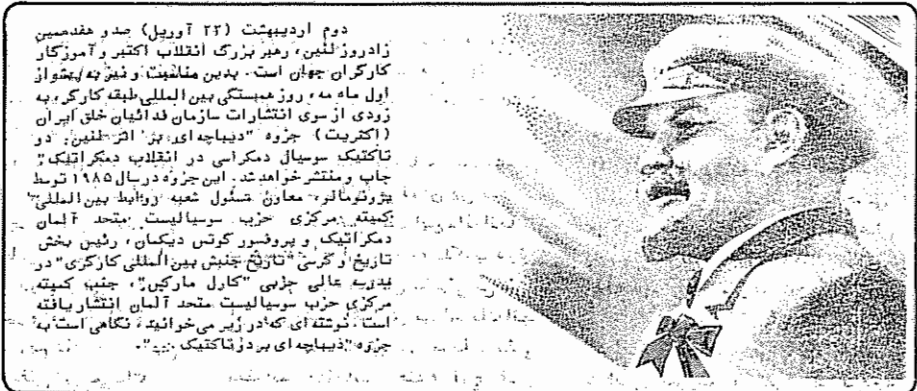 دوم اردیبهشت (۲۲ آوریل) صدو هفدهمین
زادروز لنین، رهبر بزرگ انقلاب اکتبر و آموزگار
کارگران جهان است. بدین مناسبت و نیز به پیشواز
اول ماه مه، روز همبستگی بین المللی طبقه کارگر، به
زودی از سوی انتشارات سازمان فدائیان خلق ایران
(اکثریت) جزوه "دیباچه ای بر اثر لنین: دو
تاکتیک سوسیال دمکراسی در انقلاب دمکراتیک"
چاپ و منتشر خواهد شد. این جزوه در سال ۱۹۸۵ توسط
معاون مسئول شعبه روابط بین المللی
کمیته مرکزی حزب سوسیالیست متحد آلمان
دمکراتیک و پروفسور کوتس دیکمان، رئیس بخش
تاریخ و کرسی "تاریخ جنبش بین المللی کارگری" در
مدرسه عالی حزبی "کارل مارکس"، جنب کمیته
مرکزی حزب سوسیالیست متحد آلمان انتشار یافته
است. نوشته ای که در زیر می خوانید، نگاهی است به
جزوه "دیباچه ای بر دو تاکتیک